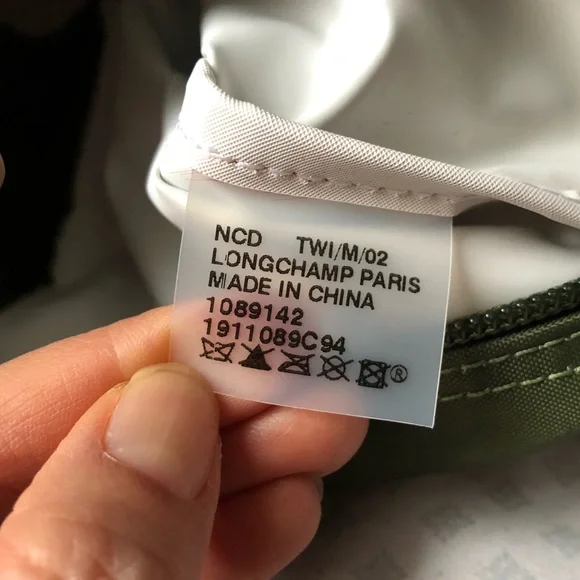 NCD TWI/M/02
LONGCHAMP PARIS
MADE IN CHINA
1089142
1911089C94
®